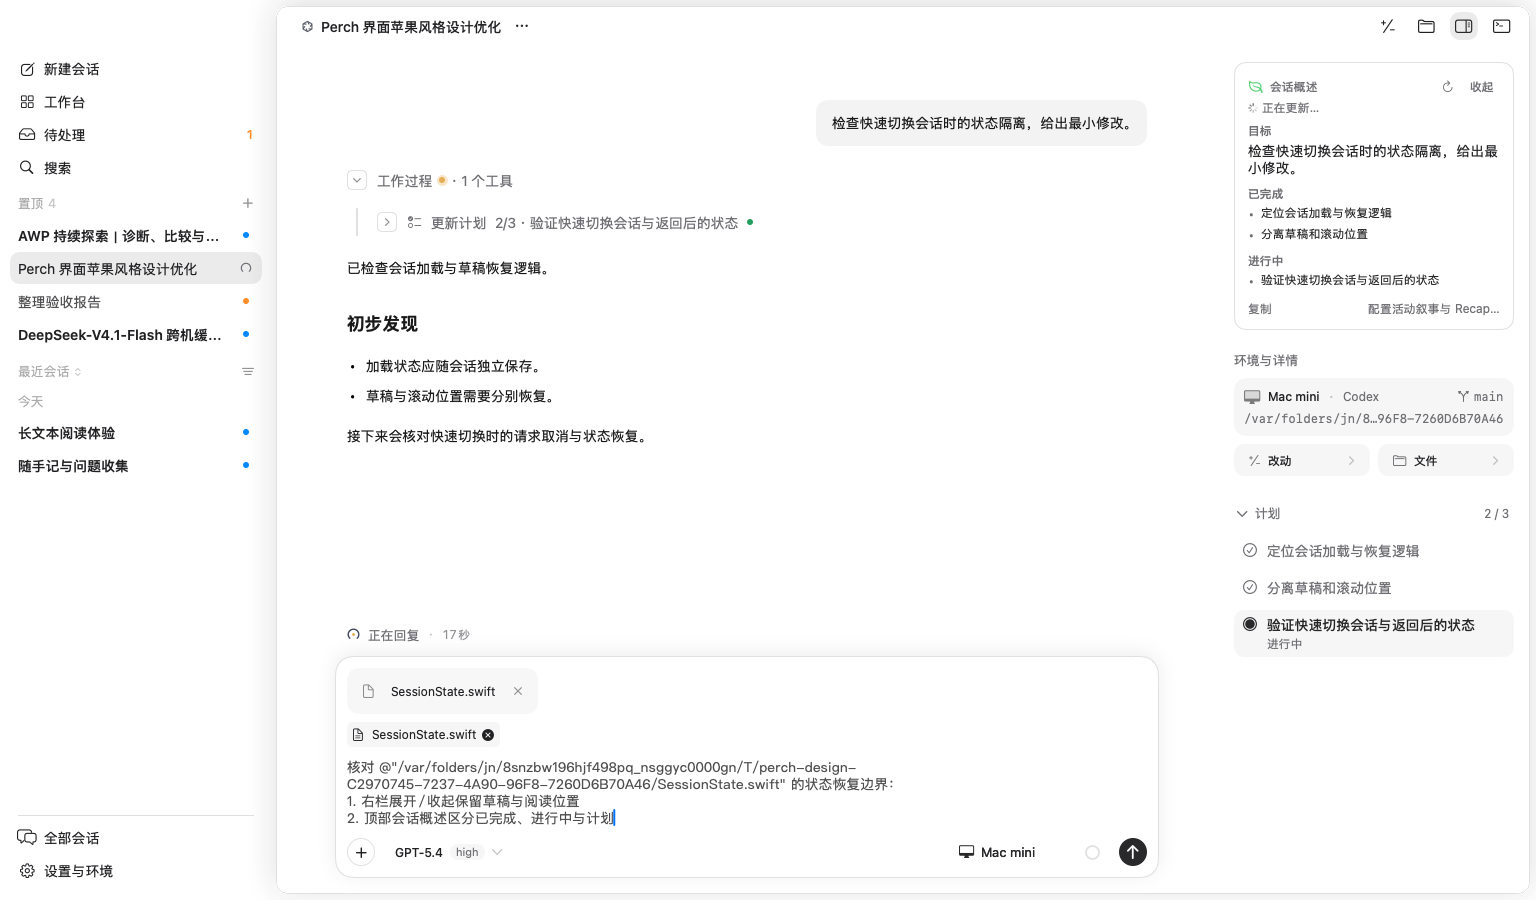 新建会话
工作台
待处理 1
搜索
置顶 4
AWP 持续探索 | 诊断、比较与...
Perch 界面苹果风格设计优化
整理验收报告
DeepSeek-V4.1-Flash 跨机缓...
最近会话
今天
长文本阅读体验
随手记与问题收集
全部会话
设置与环境
Perch 界面苹果风格设计优化 ...
检查快速切换会话时的状态隔离，给出最小修改。
工作过程 · 1 个工具
更新计划 2/3 · 验证快速切换会话与返回后的状态
已检查会话加载与草稿恢复逻辑。
初步发现
• 加载状态应随会话独立保存。
• 草稿与滚动位置需要分别恢复。
接下来会核对快速切换时的请求取消与状态恢复。
正在回复 · 17秒
SessionState.swift
SessionState.swift
核对 @"/var/folders/jn/8snzbw196hjf498pq_nsggyc0000gn/T/perch-design-
C2970745-7237-4A90-96F8-7260D6B70A46/SessionState.swift" 的状态恢复边界：
1. 右栏展开/收起保留草稿与阅读位置
2. 顶部会话概述区分已完成、进行中与计划
GPT-5.4 high
Mac mini
会话概述 收起
正在更新...
目标
检查快速切换会话时的状态隔离，给出最
小修改。
已完成
• 定位会话加载与恢复逻辑
• 分离草稿和滚动位置
进行中
• 验证快速切换会话与返回后的状态
复制 配置活动叙事与 Recap...
环境与详情
Mac mini · Codex main
/var/folders/jn/8…96F8-7260D6B70A46
改动 文件
计划 2 / 3
定位会话加载与恢复逻辑
分离草稿和滚动位置
验证快速切换会话与返回后的状态
进行中